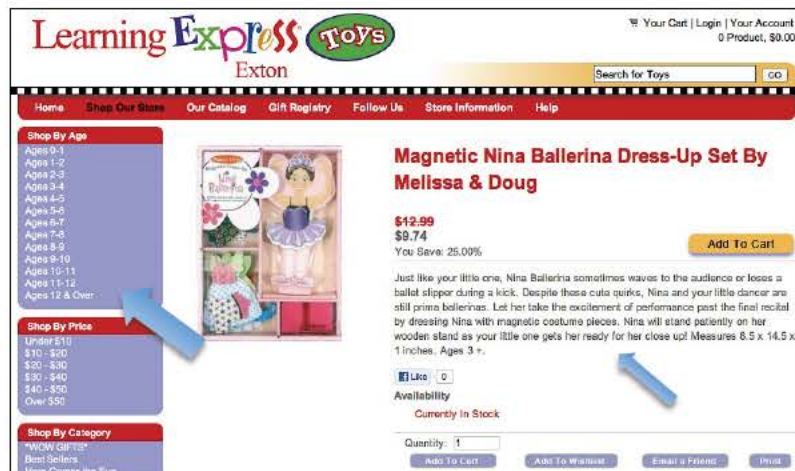 Learning Express Toys
Exton
Your Cart | Login | Your Account
0 Product, $0.00
Search for Toys GO
Home Shop Our Store Our Catalog Gift Registry Follow Us Store Information Help
Shop By Age
Ages 0-1
Ages 1-2
Ages 2-3
Ages 3-4
Ages 4-5
Ages 5-6
Ages 6-7
Ages 7-8
Ages 8-9
Ages 9-10
Ages 10-11
Ages 11-12
Ages 12 & Over
Shop By Price
Under $10
$10 - $20
$20 - $30
$30 - $40
$40 - $50
Over $50
Shop By Category
*WOW GIFTS*
Best Sellers
Nina Ballerina
Magnetic Nina Ballerina Dress-Up Set By
Melissa & Doug
$12.99
$9.74
You Save: 25.00%
Add To Cart
Just like your little one, Nina Ballerina sometimes waves to the audience or loses a
ballet slipper during a kick. Despite these cute quirks, Nina and your little dancer are
still prima ballerinas. Let her take the excitement of performance past the final recital
by dressing Nina with magnetic costume pieces. Nina will stand patiently on her
wooden stand as your little one gets her ready for her close up! Measures 8.5 x 14.5 x
1 inches. Ages 3 +.
Like 0
Availability
Currently In Stock
Quantity: 1
Add To Cart Add To Wishlist Email a Friend Print